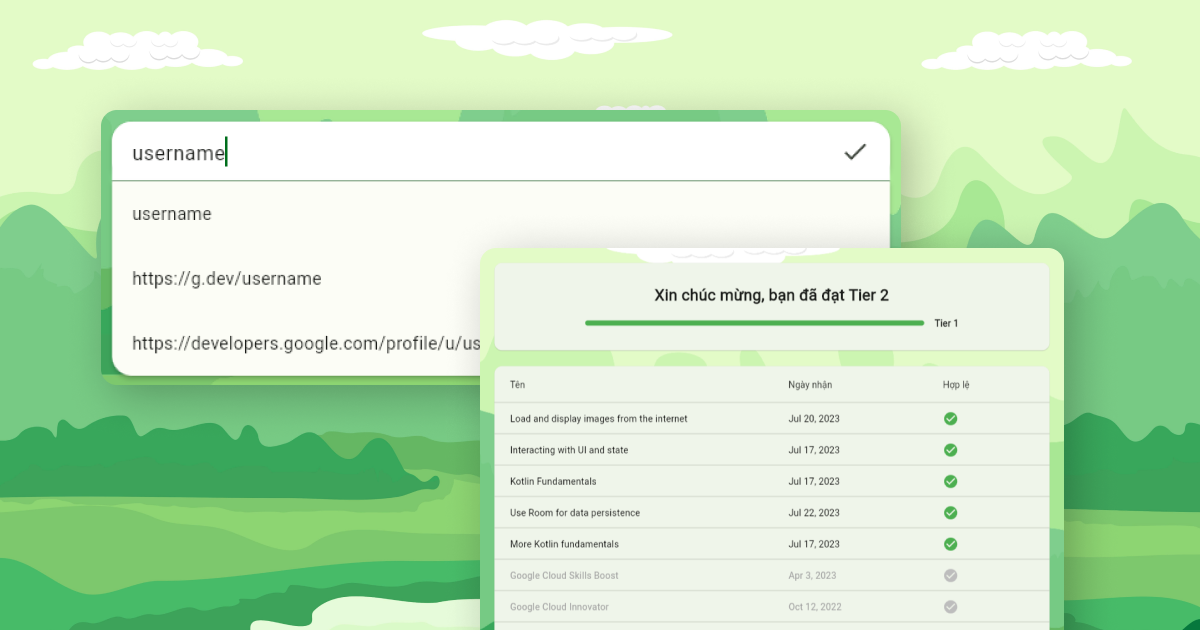 username
username
https://g.dev/username
https://developers.google.com/profile/u/us
Xin chúc mừng, bạn đã đạt Tier 2
Tier 1
Tên Ngày nhận Hợp lệ
Load and display images from the internet Jul 20, 2023
Interacting with UI and state Jul 17, 2023
Kotlin Fundamentals Jul 17, 2023
Use Room for data persistence Jul 22, 2023
More Kotlin fundamentals Jul 17, 2023
Google Cloud Skills Boost Apr 3, 2023
Google Cloud Innovator Oct 12, 2022